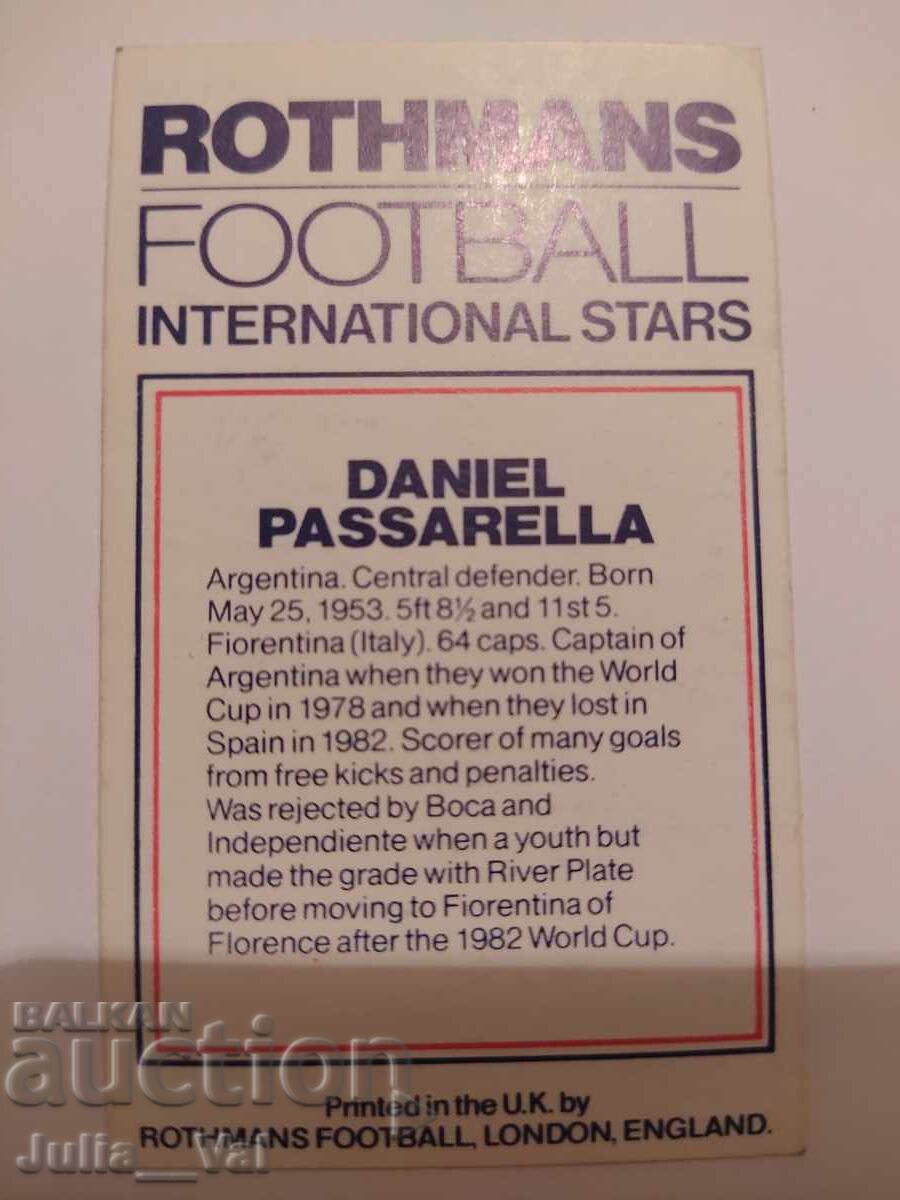 ROTHMANS
FOOTBALL
INTERNATIONAL STARS
DANIEL
PASSARELLA
Argentina. Central defender. Born
May 25, 1953. 5ft 8½ and 11st 5.
Fiorentina (Italy). 64 caps. Captain of
Argentina when they won the World
Cup in 1978 and when they lost in
Spain in 1982. Scorer of many goals
from free kicks and penalties.
Was rejected by Boca and
Independiente when a youth but
made the grade with River Plate
before moving to Fiorentina of
Florence after the 1982 World Cup.
BALKAN
auction
Printed in the U.K. by
ROTHMANS FOOTBALL, LONDON, ENGLAND.
Julia__Val